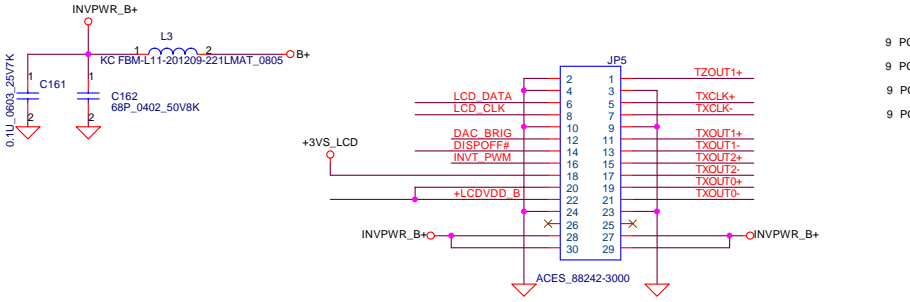 INVPWR_B+
L3
1 2 B+
KC FBM-L11-201209-221LMAT_0805
0.1U_0603_25V7K
1
C161
2
1
C162
68P_0402_50V8K
2
JP5
2 1 TZOUT1+
4 3
LCD_DATA 6 5 TXCLK+
LCD_CLK 8 7 TXCLK-
10 9
DAC_BRIG 12 11 TXOUT1+
DISPOFF# 14 13 TXOUT1-
INVT_PWM 16 15 TXOUT2+
+3VS_LCD 18 17 TXOUT2-
20 19 TXOUT0+
+LCDVDD_B 22 21 TXOUT0-
24 23
26 25
INVPWR_B+ 28 27 INVPWR_B+
30 29
ACES_88242-3000
9
9
9
9